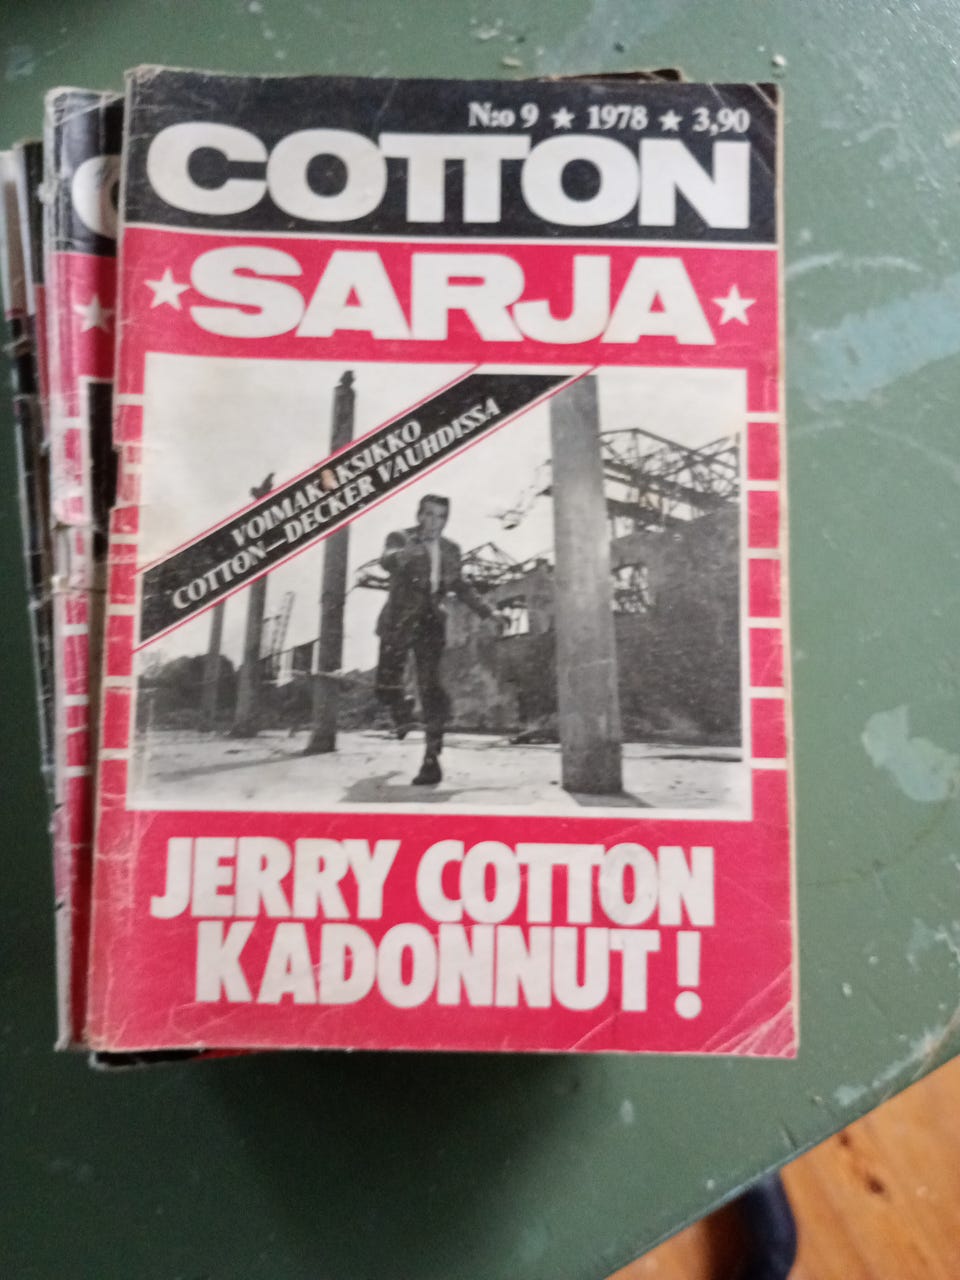 N:o 9 ★ 1978 ★ 3,90
COTTON
★ SARJA ★
VOIMAKAKSIKKO
COTTON—DECKER VAUHDISSA
JERRY COTTON
KADONNUT!